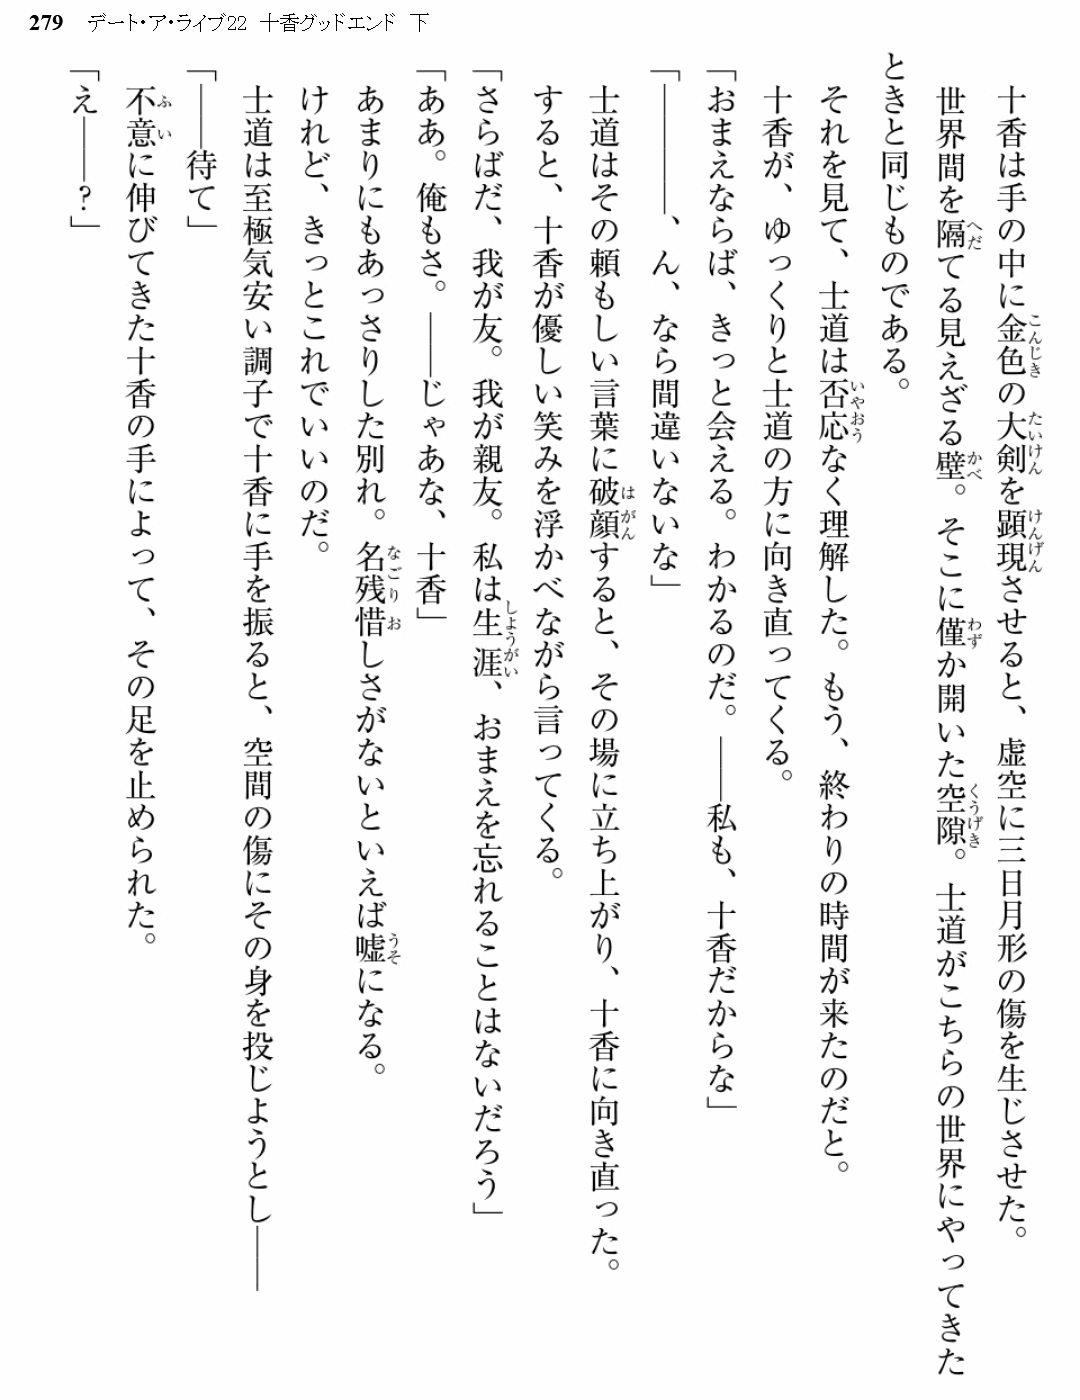 279 デート・ア・ライブ22 十香グッドエンド 下
十香は手の中に金色の大剣を顕現させると、虚空に三日月形の傷を生じさせた。
世界間を隔てる見えざる壁。そこに僅か開いた空隙。士道がこちらの世界にやってきた
ときと同じものである。
それを見て、士道は否応なく理解した。もう、終わりの時間が来たのだと。
十香が、ゆっくりと士道の方に向き直ってくる。
「おまえならば、きっと会える。わかるのだ。――私も、十香だからな」
「――――、ん、なら間違いないな」
士道はその頼もしい言葉に破顔すると、その場に立ち上がり、十香に向き直った。
すると、十香が優しい笑みを浮かべながら言ってくる。
「さらばだ、我が友。我が親友。私は生涯、おまえを忘れることはないだろう」
「ああ。俺もさ。――じゃあな、十香」
あまりにもあっさりした別れ。名残惜しさがないといえば嘘になる。
けれど、きっとこれでいいのだ。
士道は至極気安い調子で十香に手を振ると、空間の傷にその身を投じようとし――
「――待て」
不意に伸びてきた十香の手によって、その足を止められた。
「え――?」